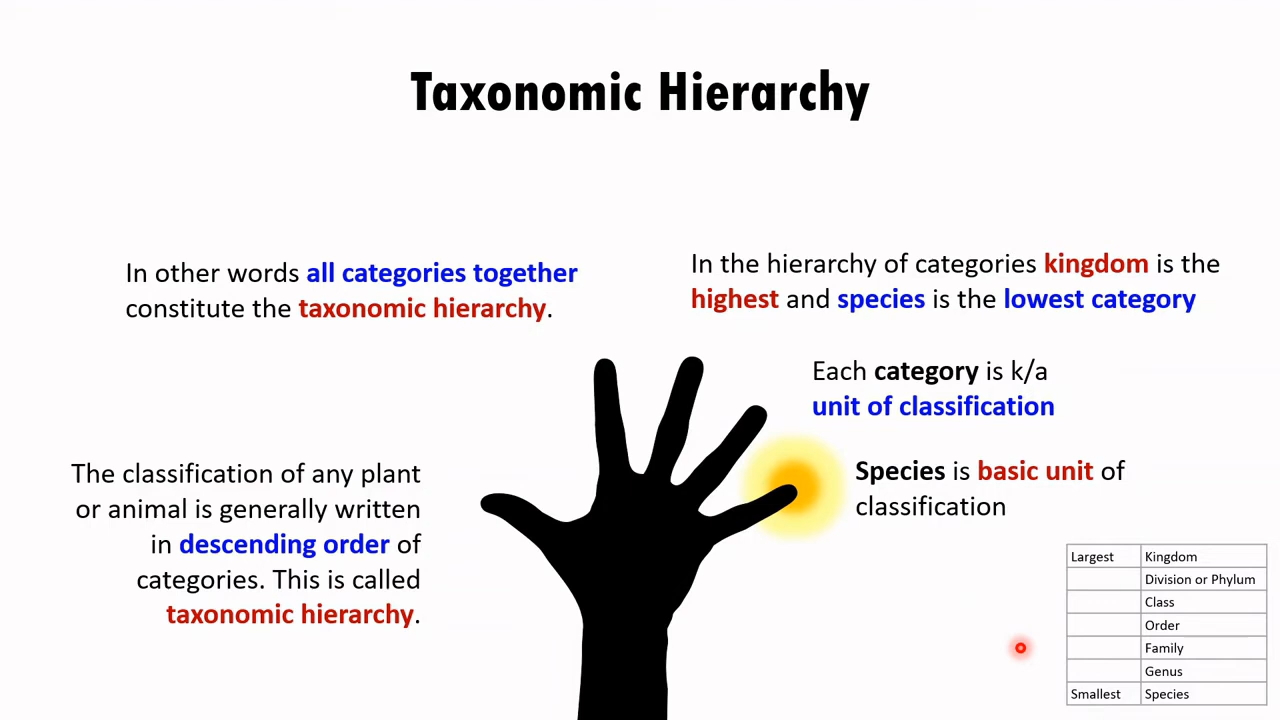 Taxonomic Hierarchy
In other words all categories together
constitute the taxonomic hierarchy.
In the hierarchy of categories kingdom is the
highest and species is the lowest category
Each category is k/a
unit of classification
The classification of any plant
or animal is generally written
in descending order of
categories. This is called
taxonomic hierarchy.
Species is basic unit of
classification
Largest Kingdom
Division or Phylum
Class
Order
Family
Genus
Smallest Species